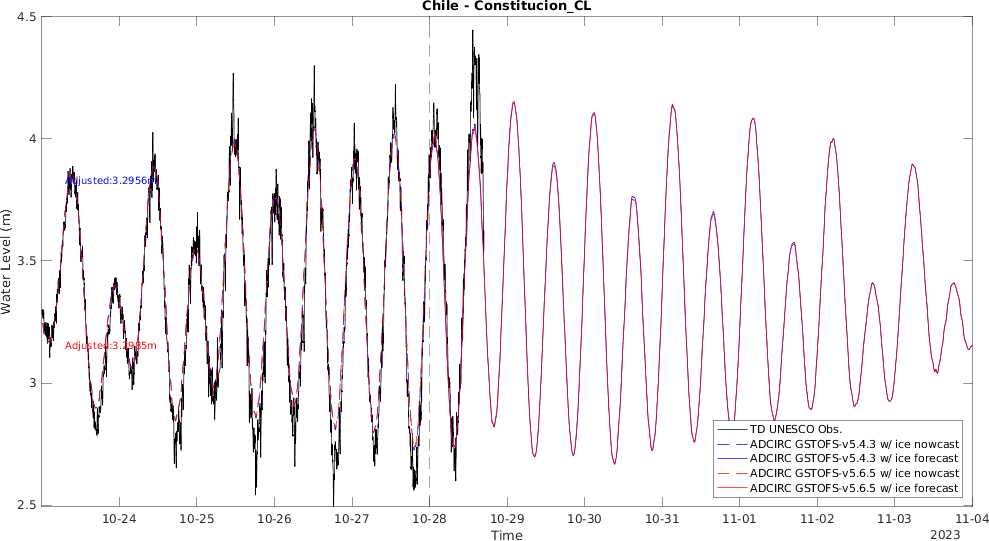 Chile - Constitucion_CL
4.5
4
3.5
3
2.5
Water Level (m)
Adjusted:3.2956m
Adjusted:3.2985m
TD UNESCO Obs.
ADCIRC GSTOFS-v5.4.3 w/ ice nowcast
ADCIRC GSTOFS-v5.4.3 w/ ice forecast
ADCIRC GSTOFS-v5.6.5 w/ ice nowcast
ADCIRC GSTOFS-v5.6.5 w/ ice forecast
10-24 10-25 10-26 10-27 10-28 10-29 10-30 10-31 11-01 11-02 11-03 11-04
Time
2023